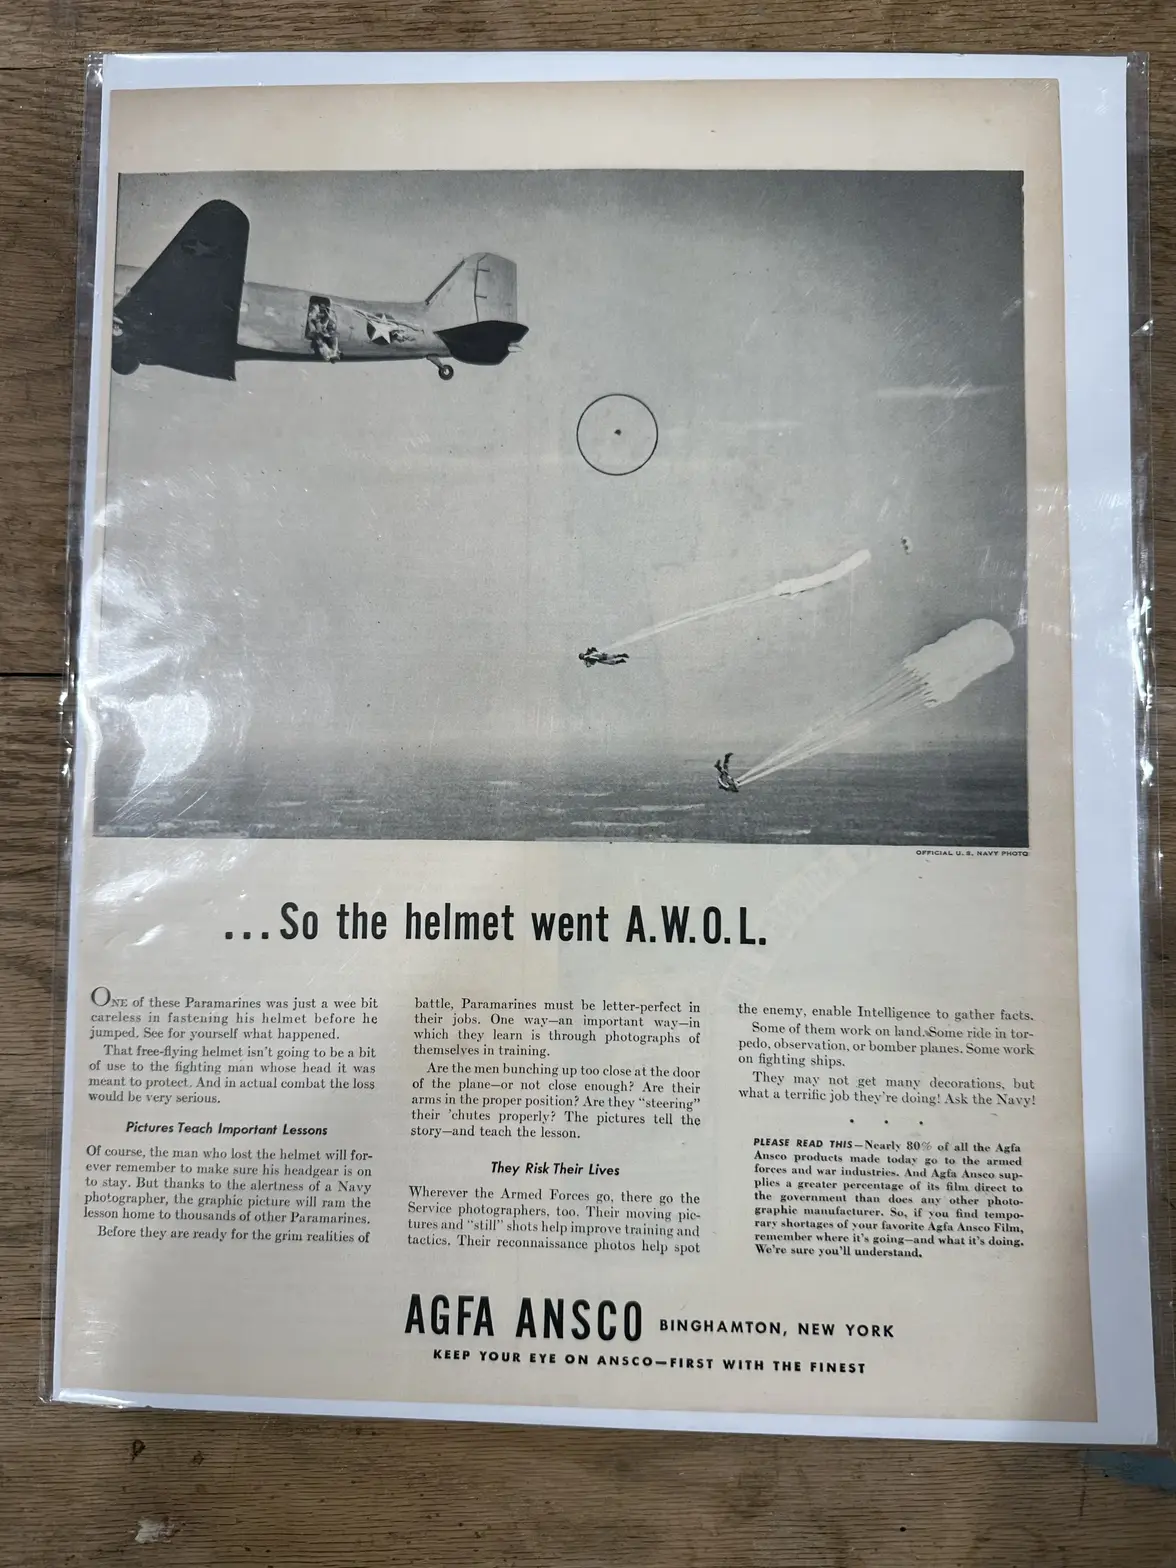 OFFICIAL U. S. NAVY PHOTO
...So the helmet went A.W.O.L.
ONE of these Paramarines was just a wee bit
careless in fastening his helmet before he
jumped. See for yourself what happened.
That free-flying helmet isn't going to be a bit
of use to the fighting man whose head it was
meant to protect. And in actual combat the loss
would be very serious.
Pictures Teach Important Lessons
Of course, the man who lost the helmet will for-
ever remember to make sure his headgear is on
to stay. But thanks to the alertness of a Navy
photographer, the graphic picture will ram the
lesson home to thousands of other Paramarines.
Before they are ready for the grim realities of
battle, Paramarines must be letter-perfect in
their jobs. One way—an important way—in
which they learn is through photographs of
themselves in training.
Are the men bunching up too close at the door
of the plane—or not close enough? Are their
arms in the proper position? Are they "steering"
their 'chutes properly? The pictures tell the
story—and teach the lesson.
They Risk Their Lives
Wherever the Armed Forces go, there go the
Service photographers, too. Their moving pic-
tures and "still" shots help improve training and
tactics. Their reconnaissance photos help spot
the enemy, enable Intelligence to gather facts.
Some of them work on land. Some ride in tor-
pedo, observation, or bomber planes. Some work
on fighting ships.
They may not get many decorations, but
what a terrific job they're doing! Ask the Navy!
PLEASE READ THIS—Nearly 80% of all the Agfa
Ansco products made today go to the armed
forces and war industries. And Agfa Ansco sup-
plies a greater percentage of its film direct to
the government than does any other photo-
graphic manufacturer. So, if you find tempo-
rary shortages of your favorite Agfa Ansco Film,
remember where it's going—and what it's doing.
We're sure you'll understand.
AGFA ANSCO BINGHAMTON, NEW YORK
KEEP YOUR EYE ON ANSCO—FIRST WITH THE FINEST